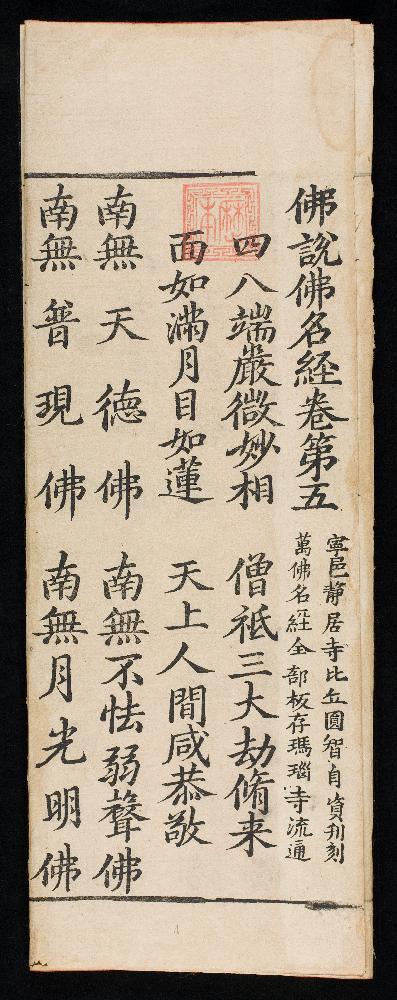 佛說佛名經卷第五
寧邑靜居寺比丘圓智自資刋刻
萬佛名經全部板存瑪瑙寺流通
四八端嚴微妙相 僧祇三大劫脩来
面如滿月目如蓮 天上人間咸恭敬
南無天德佛 南無不怯弱聲佛
南無普現佛 南無月光明佛